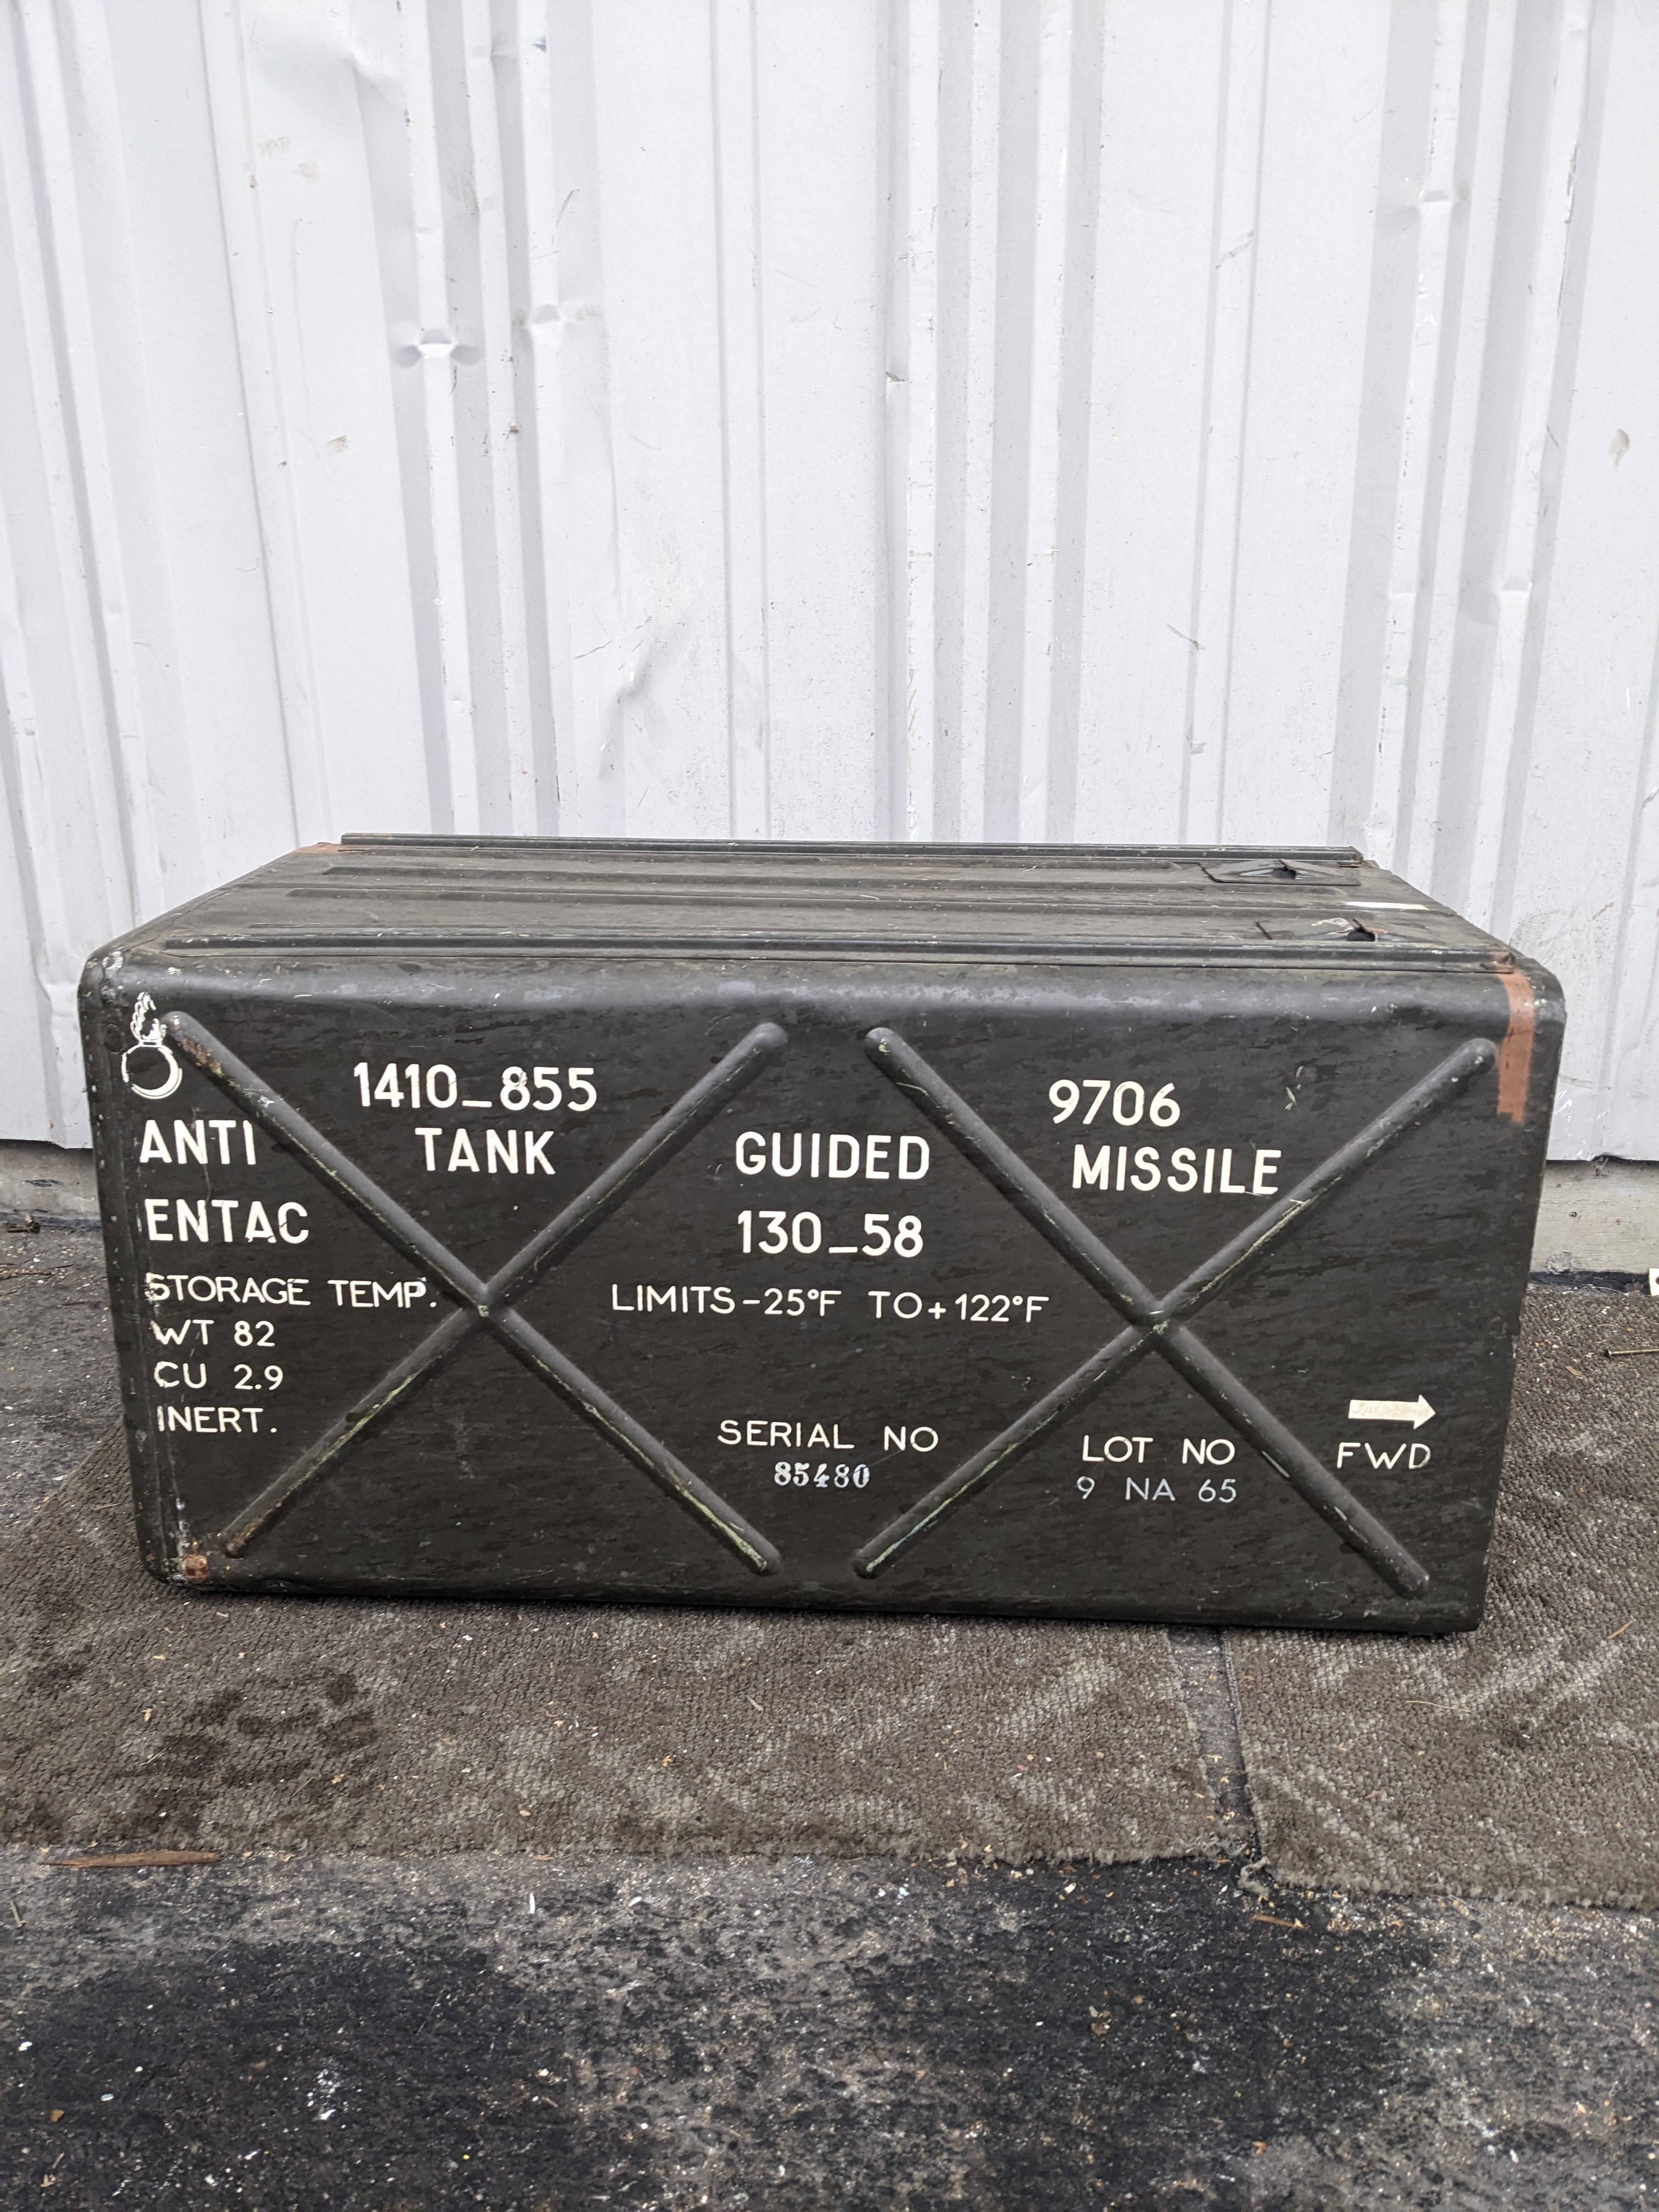 1410_855 9706
ANTI TANK GUIDED MISSILE
ENTAC 130_58
STORAGE TEMP. LIMITS-25°F TO+122°F
WT 82
CU 2.9
INERT.
SERIAL NO
85480
LOT NO
9 NA 65
FWD